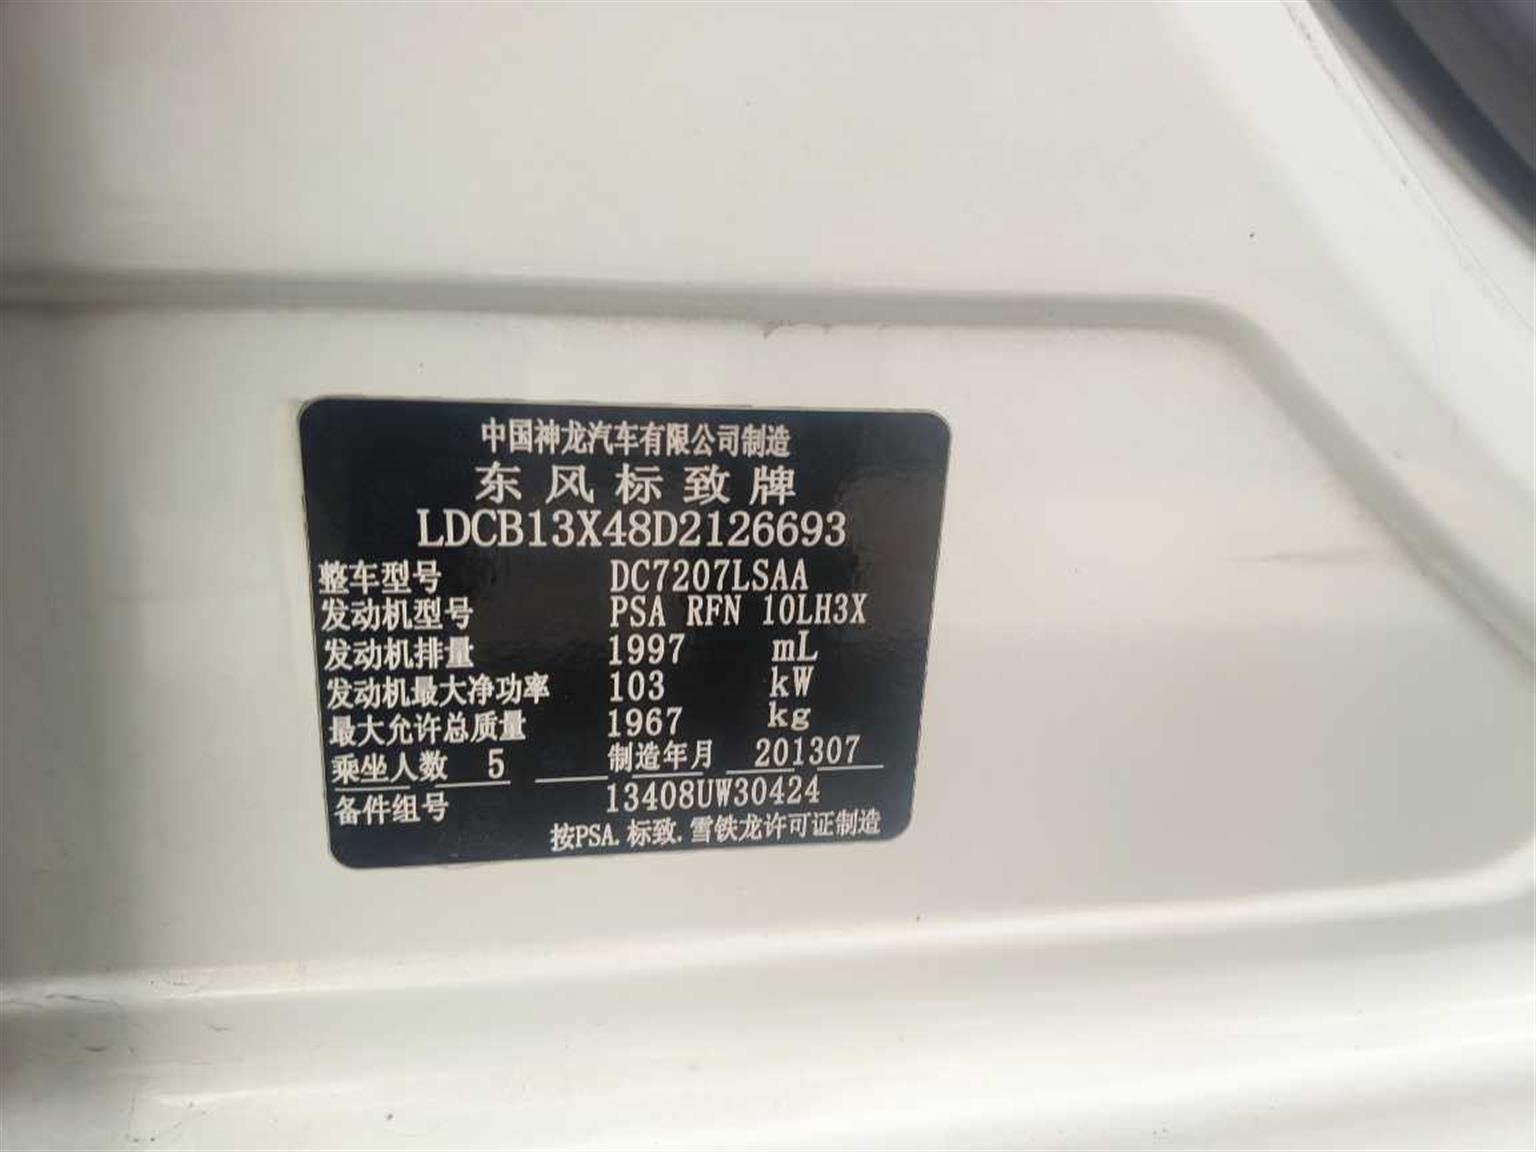 中国神龙汽车有限公司制造
东风标致牌
LDCB13X48D2126693
整车型号 DC7207LSAA
发动机型号 PSA RFN 10LH3X
发动机排量 1997 mL
发动机最大净功率 103 kW
最大允许总质量 1967 kg
乘坐人数 5 制造年月 201307
备件组号 13408UW30424
按PSA.标致.雪铁龙许可证制造